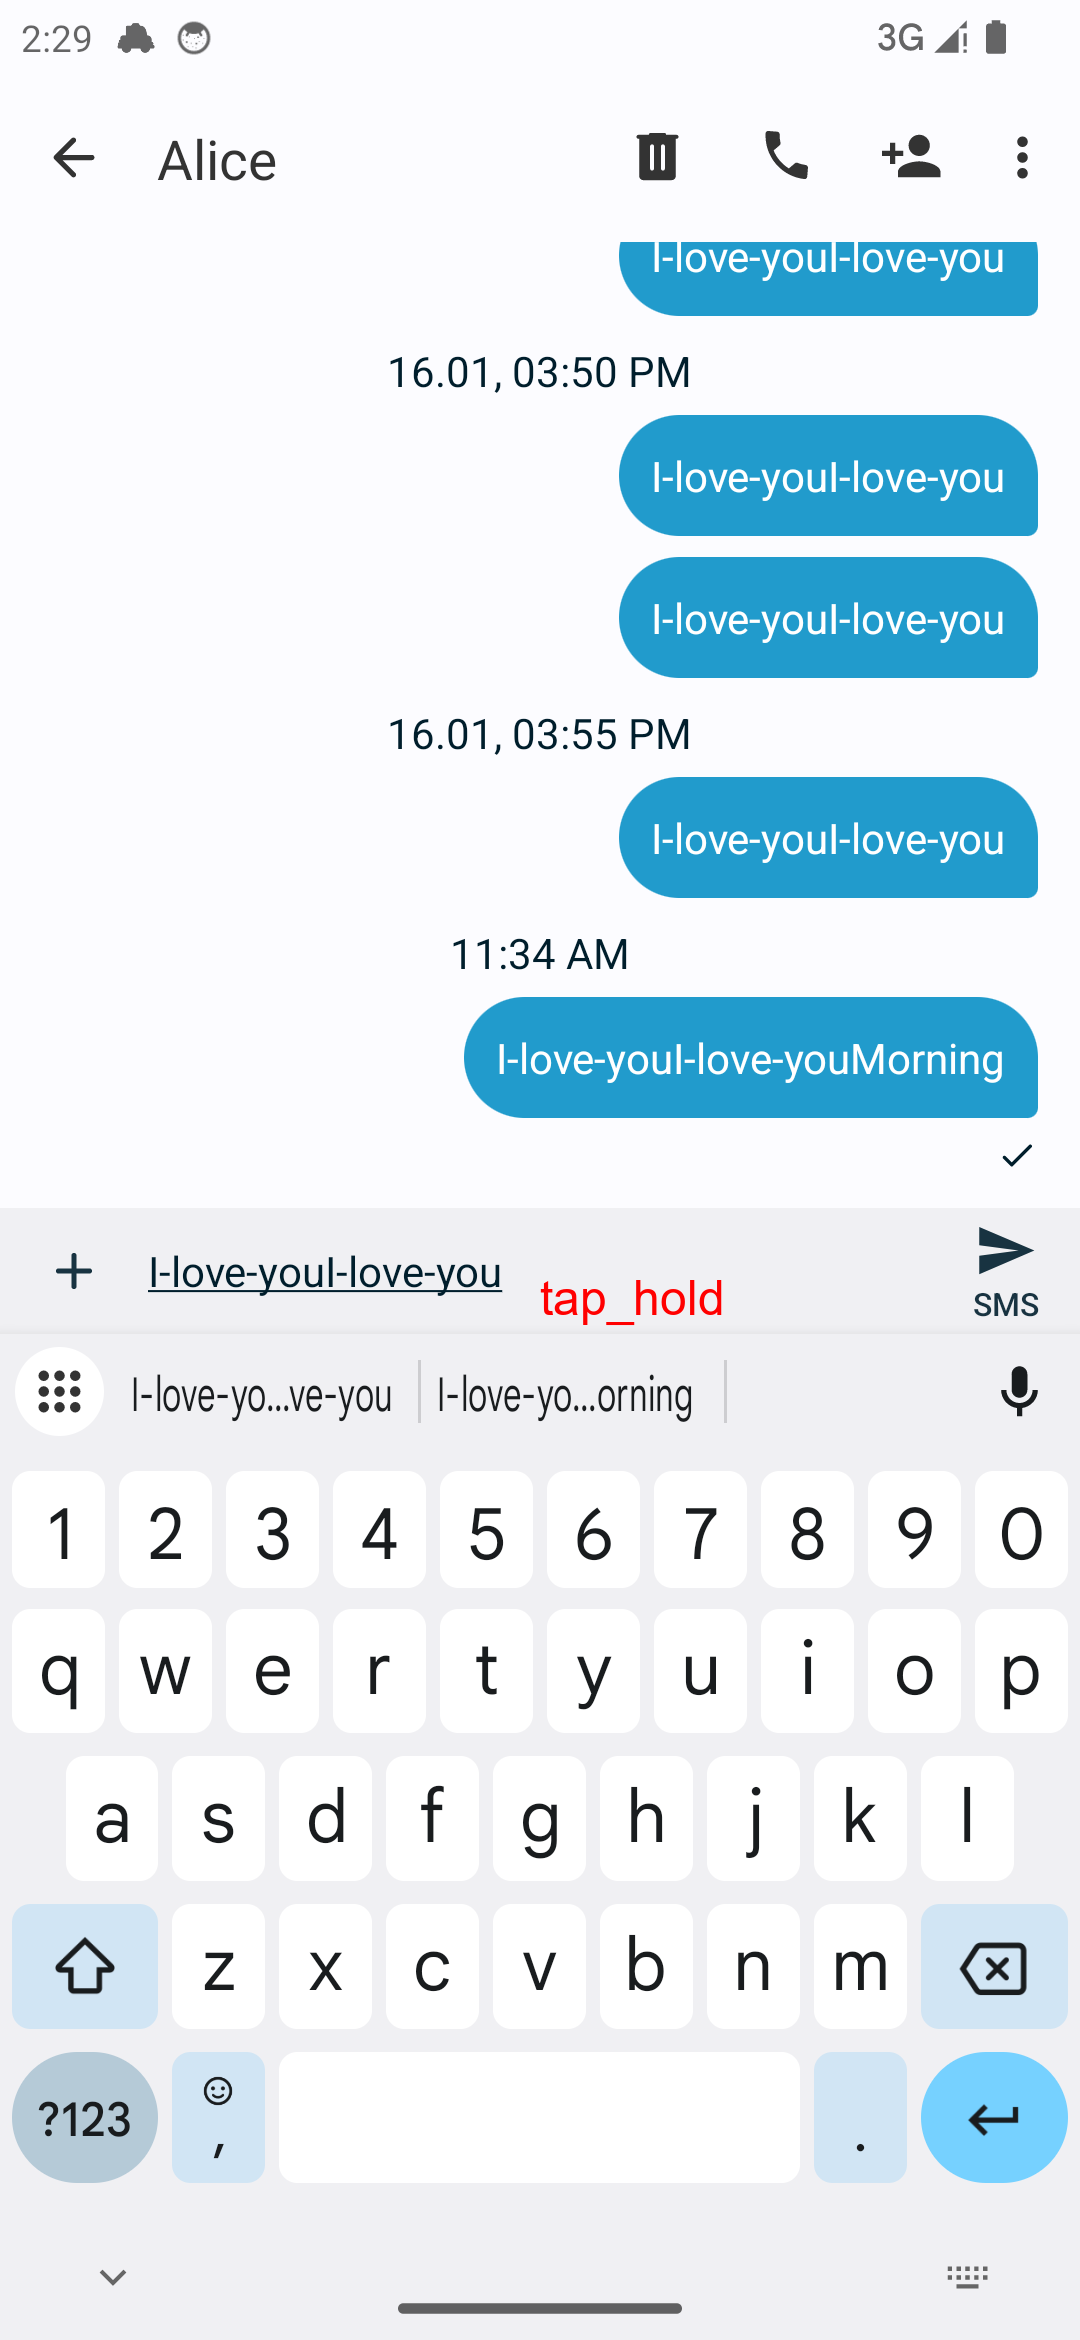 2:29
3G
Alice
I-love-youI-love-you
16.01, 03:50 PM
I-love-youI-love-you
I-love-youI-love-you
16.01, 03:55 PM
I-love-youI-love-you
11:34 AM
I-love-youI-love-youMorning
I-love-youI-love-you
tap_hold
SMS
I-love-yo...ve-you I-love-yo...orning
1 2 3 4 5 6 7 8 9 0
q w e r t y u i o p
a s d f g h j k l
z x c v b n m
?123 , .